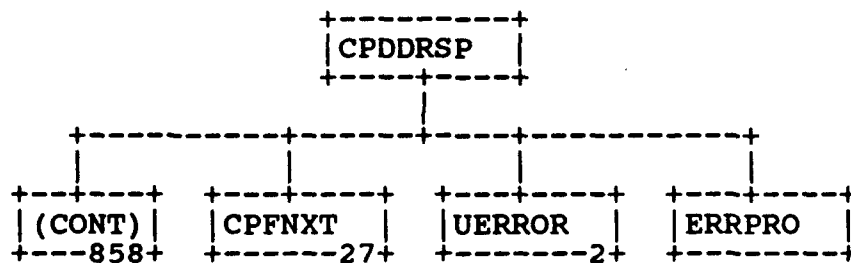 CPDDRSP
(CONT) CPFNXT UERROR ERRPRO
858 27 2